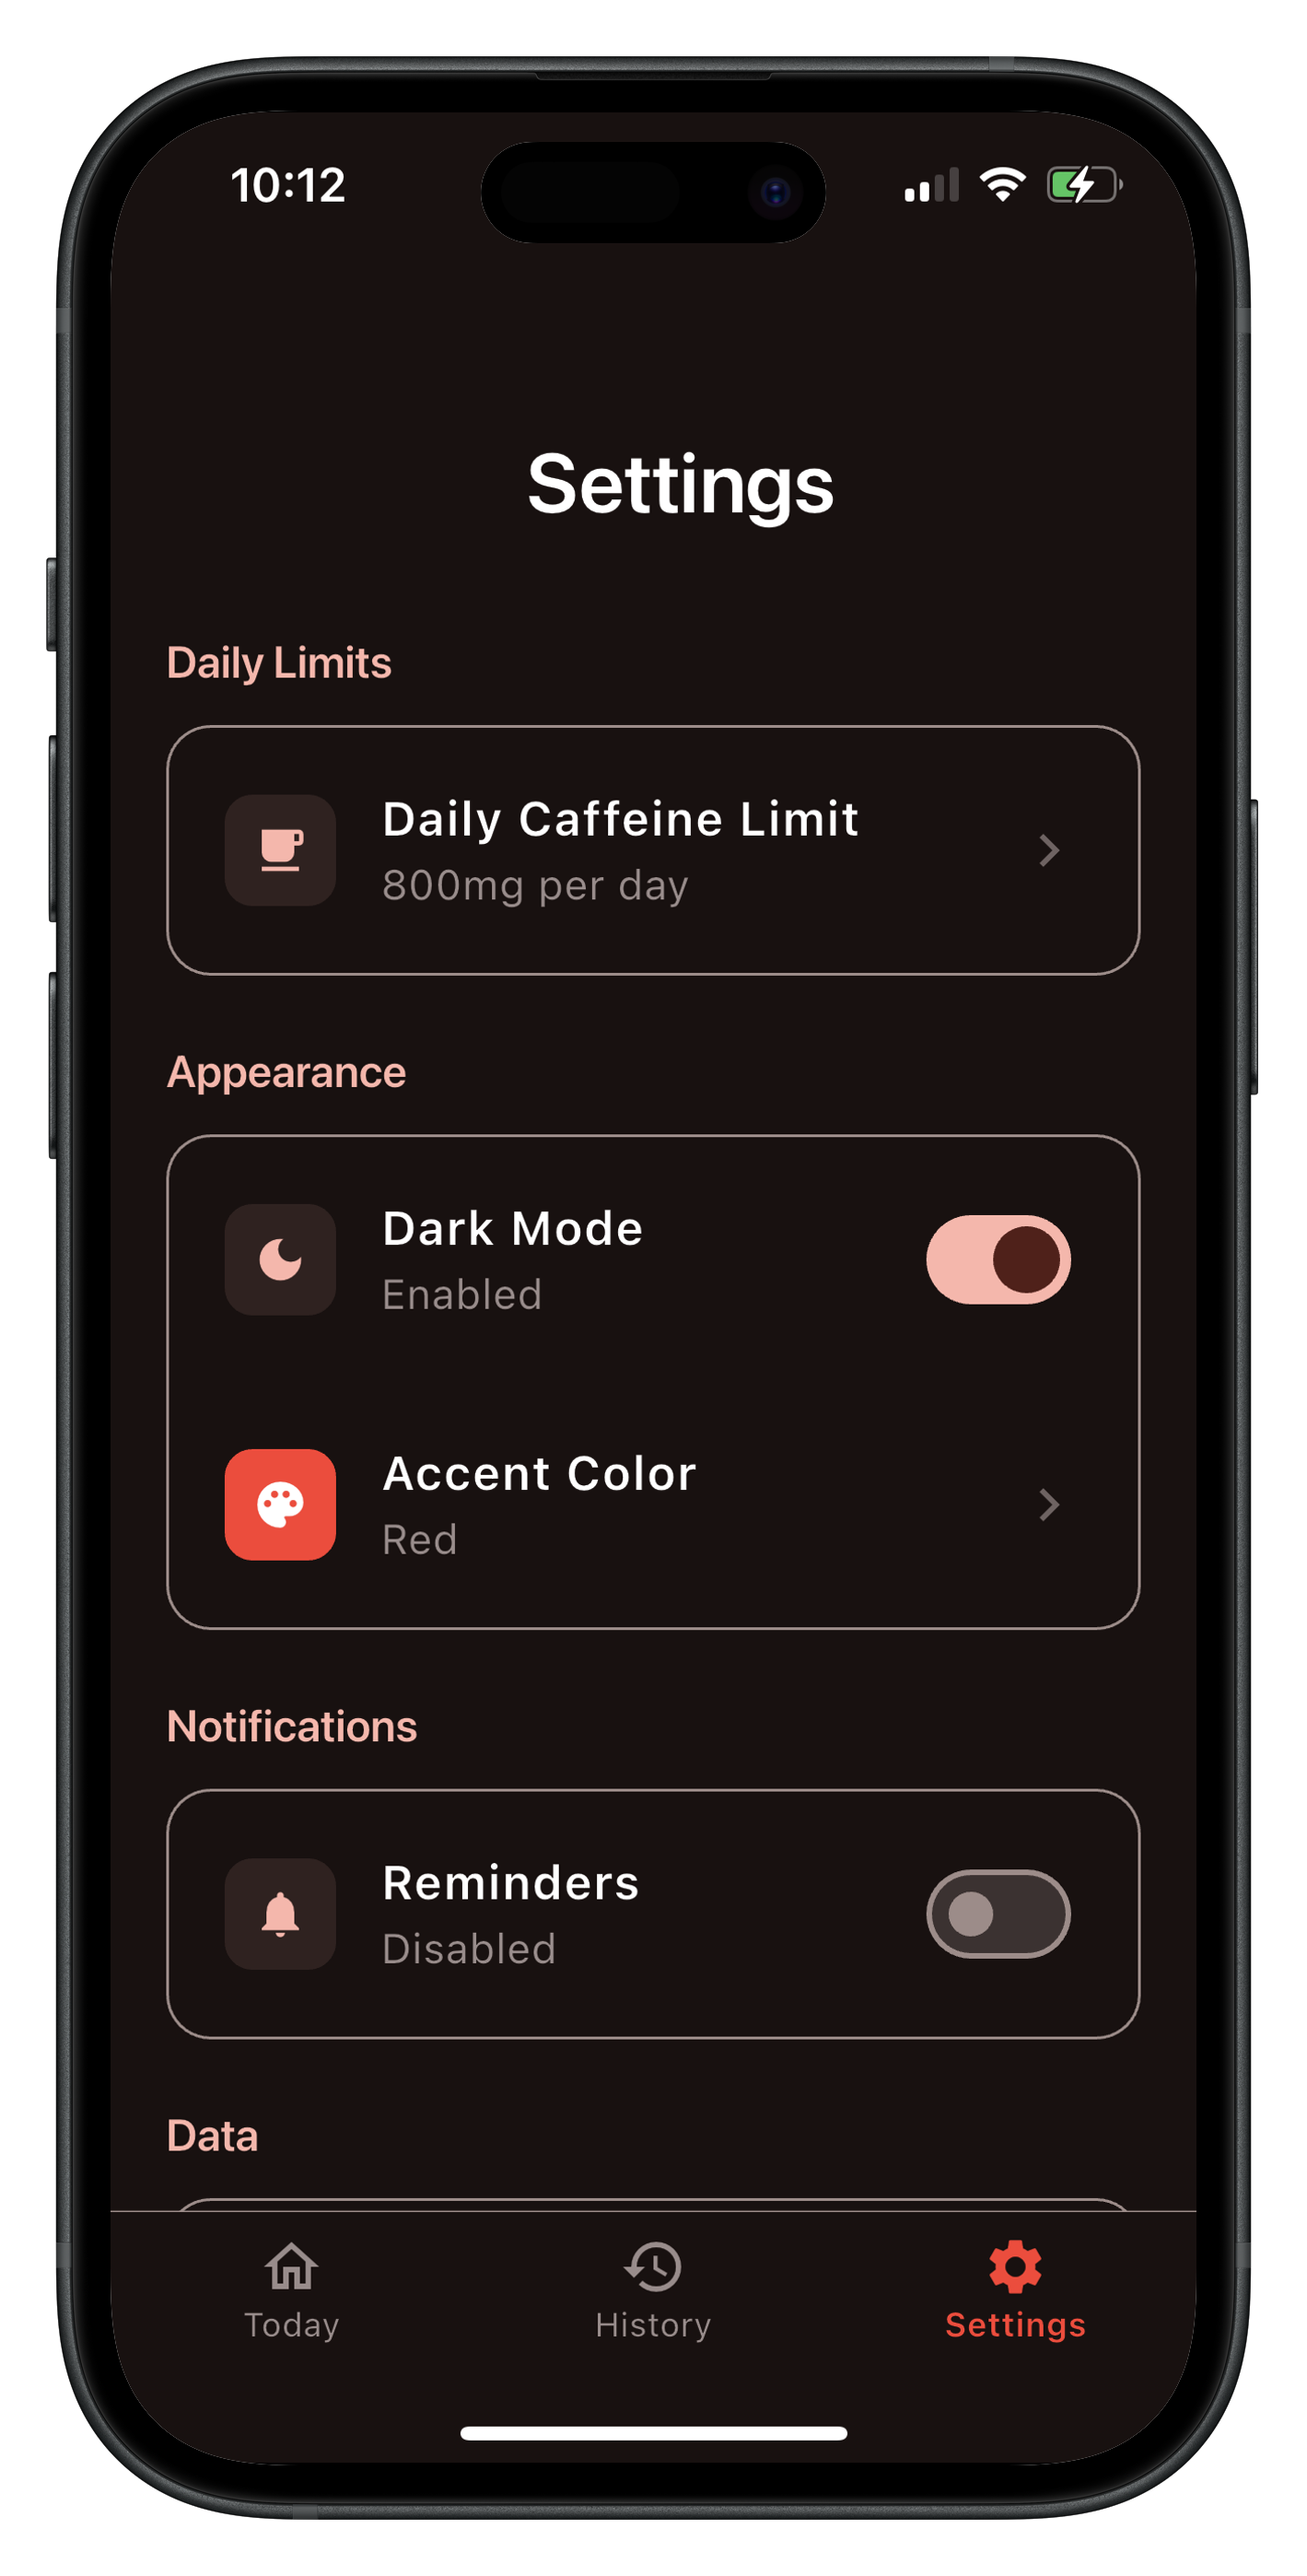 10:12
Settings
Daily Limits
Daily Caffeine Limit
800mg per day
Appearance
Dark Mode
Enabled
Accent Color
Red
Notifications
Reminders
Disabled
Data
Today
History
Settings